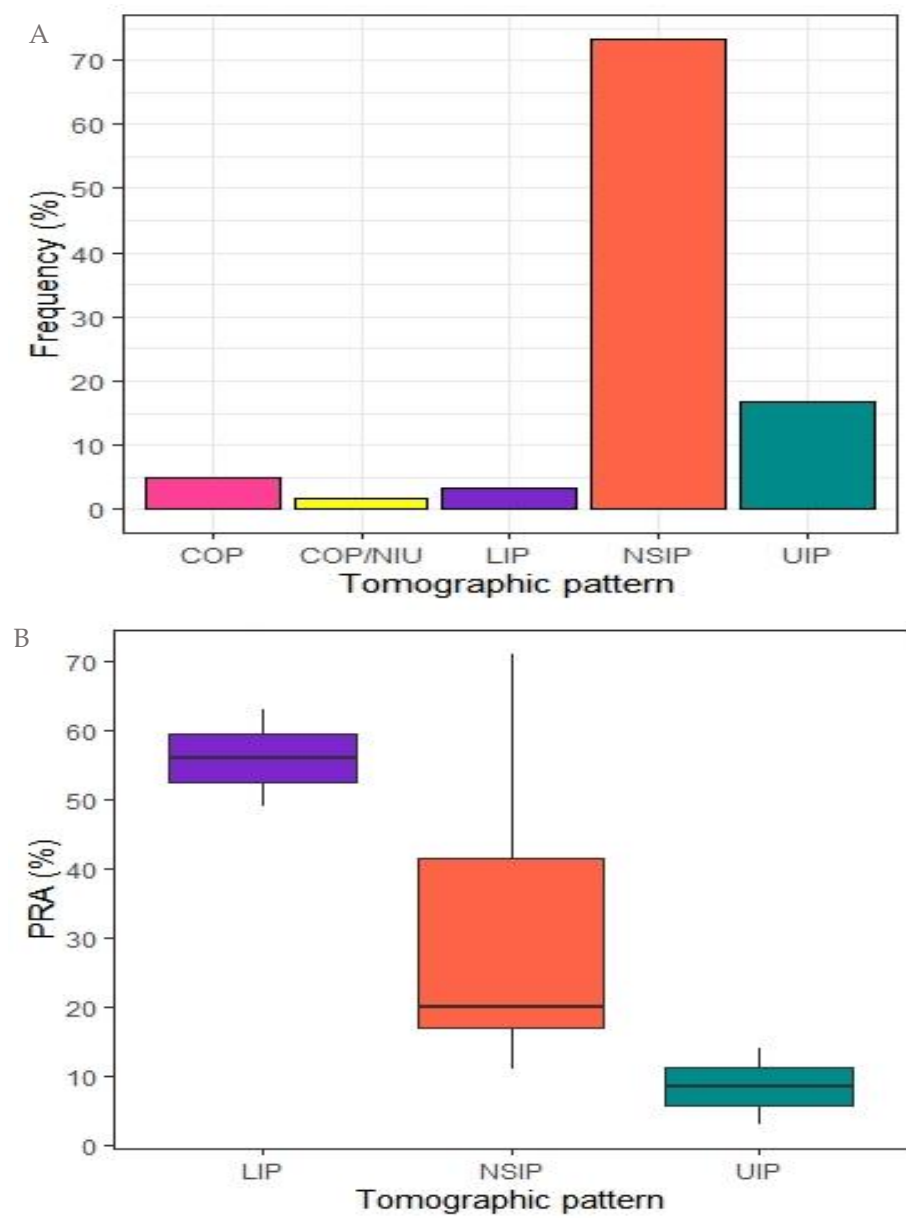 A
70
60
50
40
30
20
10
0
Frequency (%)
COP COP/NIU LIP NSIP UIP
Tomographic pattern
B
70
60
50
40
30
20
10
0
PRA (%)
LIP NSIP UIP
Tomographic pattern